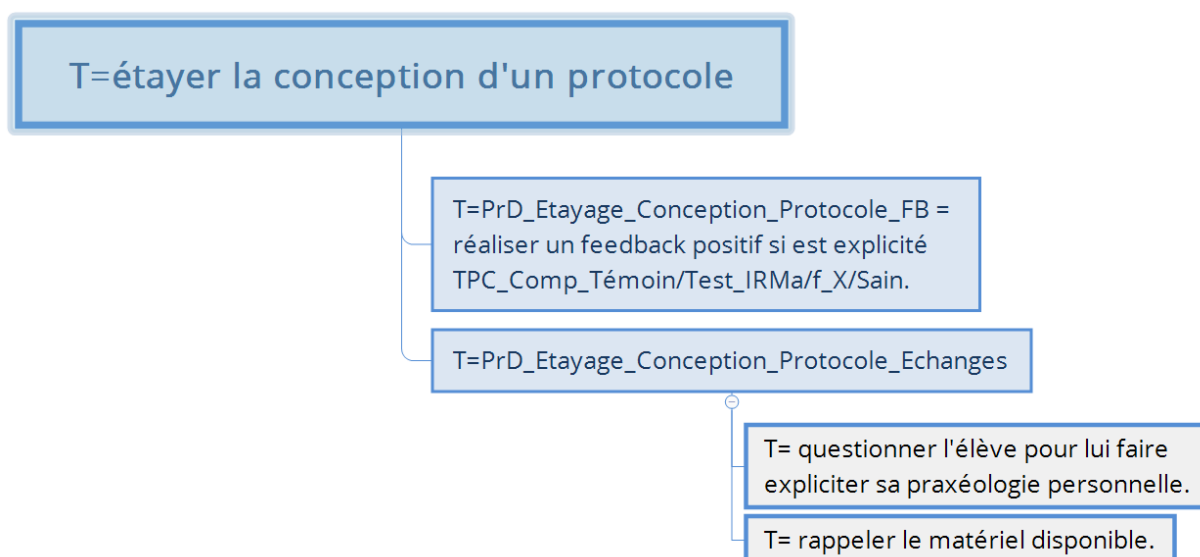 T=étayer la conception d'un protocole
T=PrD_Etayage_Conception_Protocole_FB =
réaliser un feedback positif si est explicité
TPC_Comp_Témoin/Test_IRMa/f_X/Sain.
T=PrD_Etayage_Conception_Protocole_Echanges
T= questionner l'élève pour lui faire
expliciter sa praxéologie personnelle.
T= rappeler le matériel disponible.